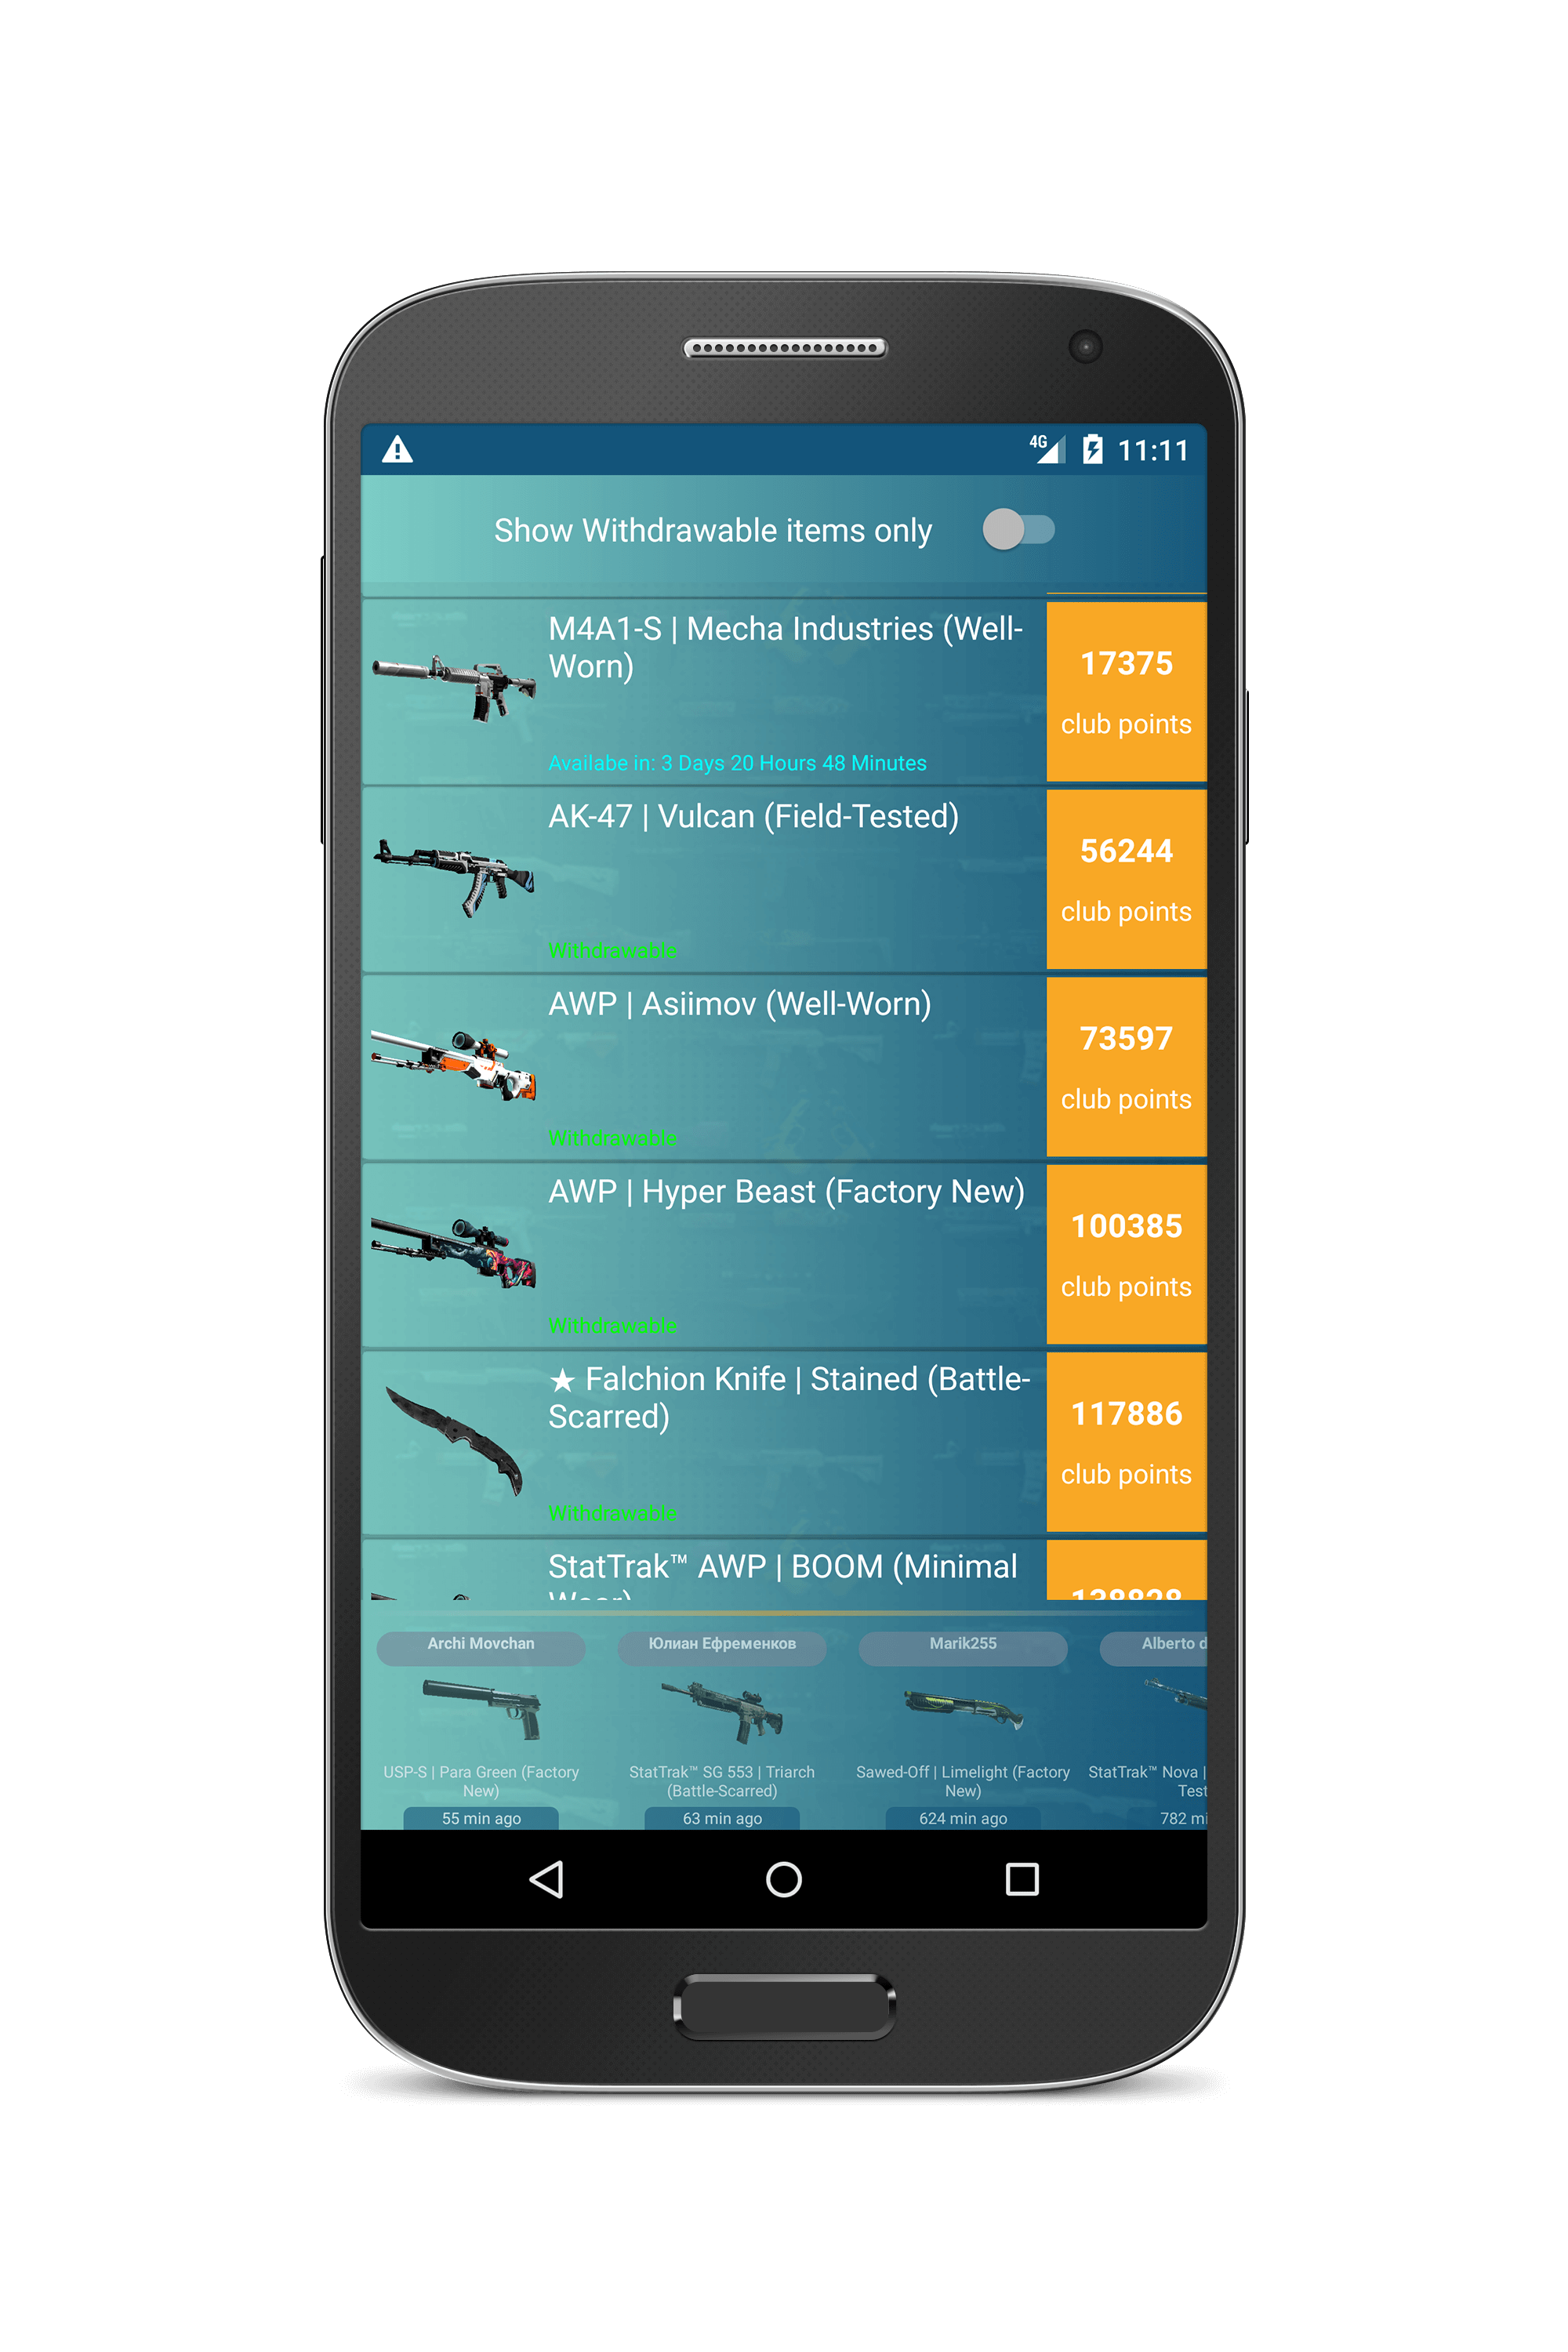 4G 11:11
Show Withdrawable items only
M4A1-S | Mecha Industries (Well-
Worn)
17375
club points
Availabe in: 3 Days 20 Hours 48 Minutes
AK-47 | Vulcan (Field-Tested)
56244
club points
Withdrawable
AWP | Asiimov (Well-Worn)
73597
club points
Withdrawable
AWP | Hyper Beast (Factory New)
100385
club points
Withdrawable
★ Falchion Knife | Stained (Battle-
Scarred)
117886
club points
Withdrawable
StatTrak™ AWP | BOOM (Minimal
Wear)
138828
Archi Movchan
USP-S | Para Green (Factory
New)
55 min ago
Юлиан Ефременков
StatTrak™ SG 553 | Triarch
(Battle-Scarred)
63 min ago
Marik255
Sawed-Off | Limelight (Factory
New)
624 min ago
Alberto d
StatTrak™ Nova |
Test
782 mi